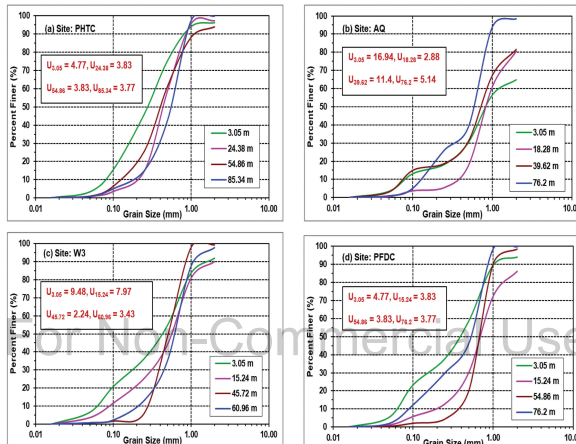 (a) Site: PHTC
U3.05 = 4.77, U24.38 = 3.83
U54.86 = 3.83, U85.34 = 3.77
Percent Finer (%)
100
90
80
70
60
50
40
30
20
10
0
0.01 0.10 1.00 10.00
Grain Size (mm)
3.05 m
24.38 m
54.86 m
85.34 m
(b) Site: AQ
U3.05 = 16.94, U18.28 = 2.88
U39.62 = 11.4, U76.2 = 5.14
Percent Finer (%)
100
90
80
70
60
50
40
30
20
10
0
0.01 0.10 1.00 10.00
Grain Size (mm)
3.05 m
18.28 m
39.62 m
76.2 m
(c) Site: W3
U3.05 = 9.48, U15.24 = 7.97
U45.72 = 2.24, U60.96 = 3.43
Percent Finer (%)
100
90
80
70
60
50
40
30
20
10
0
0.01 0.10 1.00 10.00
Grain Size (mm)
3.05 m
15.24 m
45.72 m
60.96 m
(d) Site: PFDC
U3.05 = 4.77, U15.24 = 3.83
U54.86 = 3.83, U76.2 = 3.77
Percent Finer (%)
100
90
80
70
60
50
40
30
20
10
0
0.01 0.10 1.00 10.00
Grain Size (mm)
3.05 m
15.24 m
54.86 m
76.2 m
or Non-Commercial Use